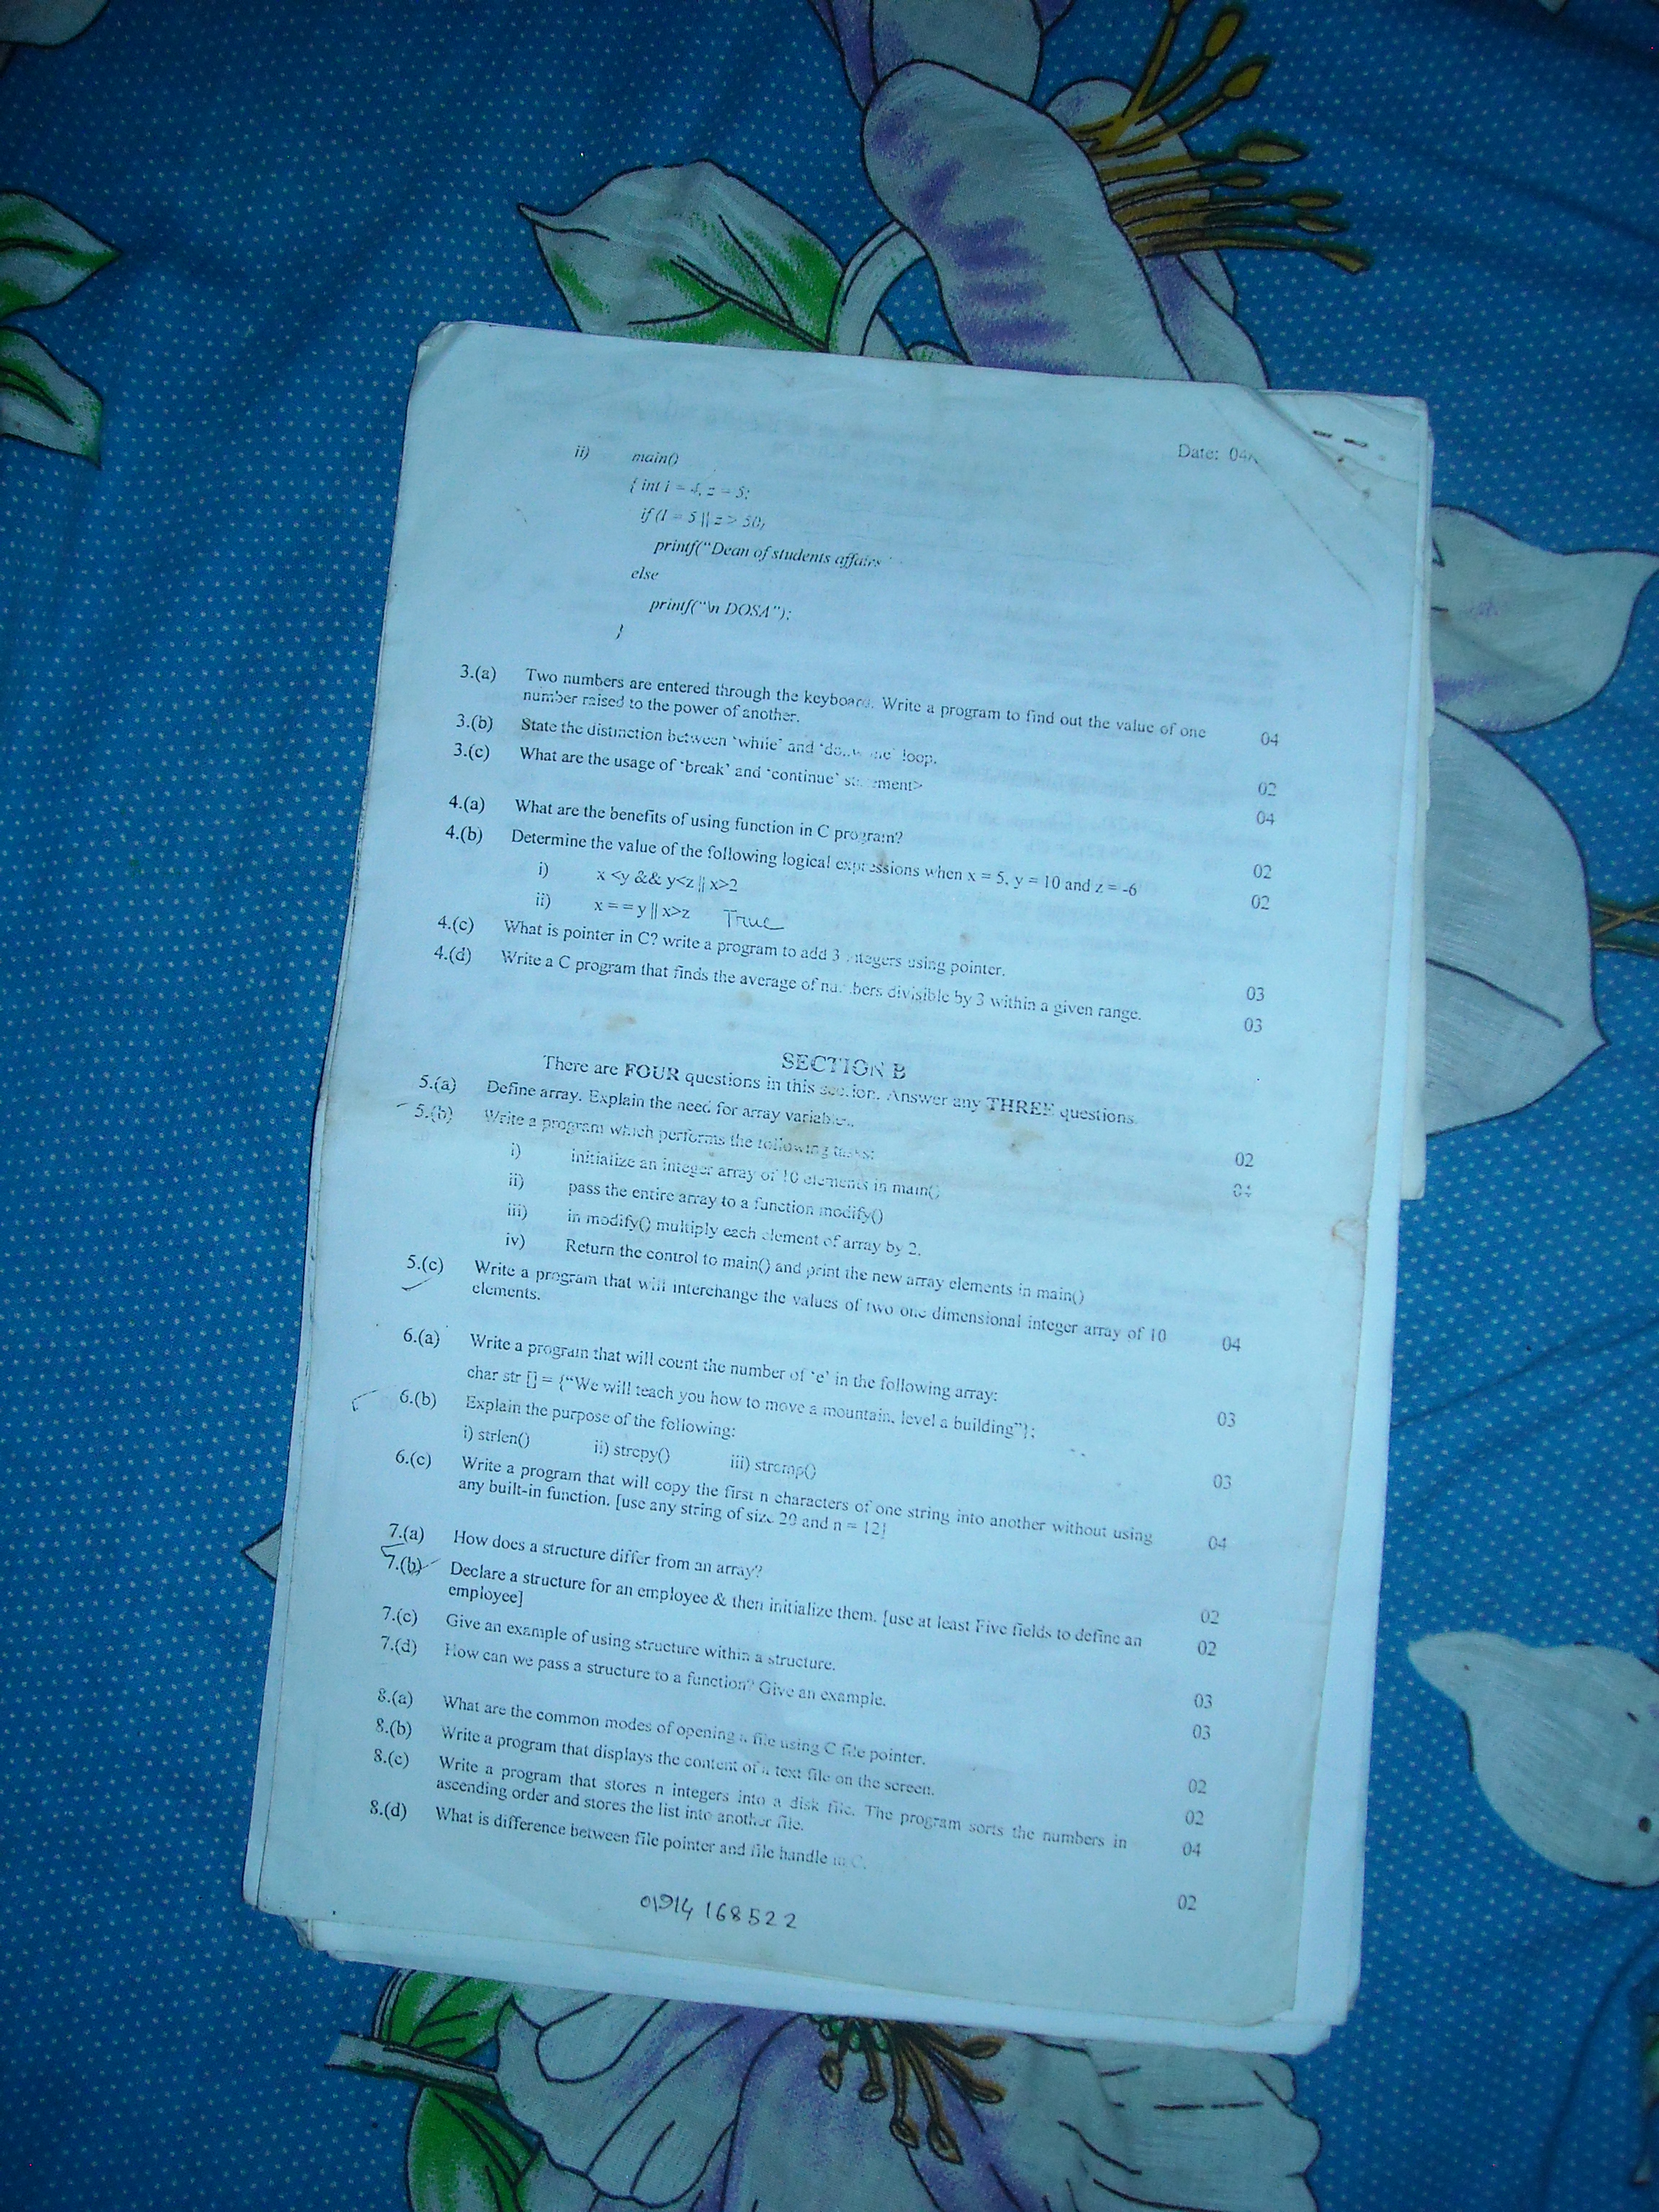 Date: 04
ii) main()
{ int i = 4, z = 5;
if (I = 5 || z > 50)
printf("Dean of students affairs
else
printf("\n DOSA");
}
3.(a) Two numbers are entered through the keyboard. Write a program to find out the value of one
number raised to the power of another. 04
3.(b) State the distinction between 'while' and loop. 02
3.(c) What are the usage of 'break' and 'continue' 04
4.(a) What are the benefits of using function in C program? 02
4.(b) Determine the value of the following logical expressions when x = 5, y = 10 and z = -6 02
i) x <y && y<z || x>2
ii) x = = y || x>z True
4.(c) What is pointer in C? write a program to add 3 integers using pointer. 03
4.(d) Write a C program that finds the average of numbers divisible by 3 within a given range. 03
SECTION B
There are FOUR questions in this section. Answer any THREE questions.
5.(a) Define array. Explain the need for array 02
5.(b) Write a program which performs the following tasks: 04
i) initialize an integer array of 10 elements in main()
ii) pass the entire array to a function modify()
iii) in modify() multiply each element of array by 2.
iv) Return the control to main() and print the new array elements in main()
5.(c) Write a program that will interchange the values of two one dimensional integer array of 10
elements. 04
6.(a) Write a program that will count the number of 'e' in the following array:
char str [] = {"We will teach you how to move a mountain, level a building"}; 03
6.(b) Explain the purpose of the following:
i) strlen() ii) strcpy() iii) strcmp() 03
6.(c) Write a program that will copy the first n characters of one string into another without using
any built-in function. [use any string of size 20 and n = 12] 04
7.(a) How does a structure differ from an array? 02
7.(b) Declare a structure for an employee & then initialize them. [use at least Five fields to define an
employee] 02
7.(c) Give an example of using structure within a structure. 03
7.(d) How can we pass a structure to a function? Give an example. 03
8.(a) What are the common modes of opening a file using C file pointer. 02
8.(b) Write a program that displays the content of a text file on the screen. 02
8.(c) Write a program that stores n integers into a disk file. The program sorts the numbers in
ascending order and stores the list into another file. 04
8.(d) What is difference between file pointer and file handle in C. 02
01914 168522